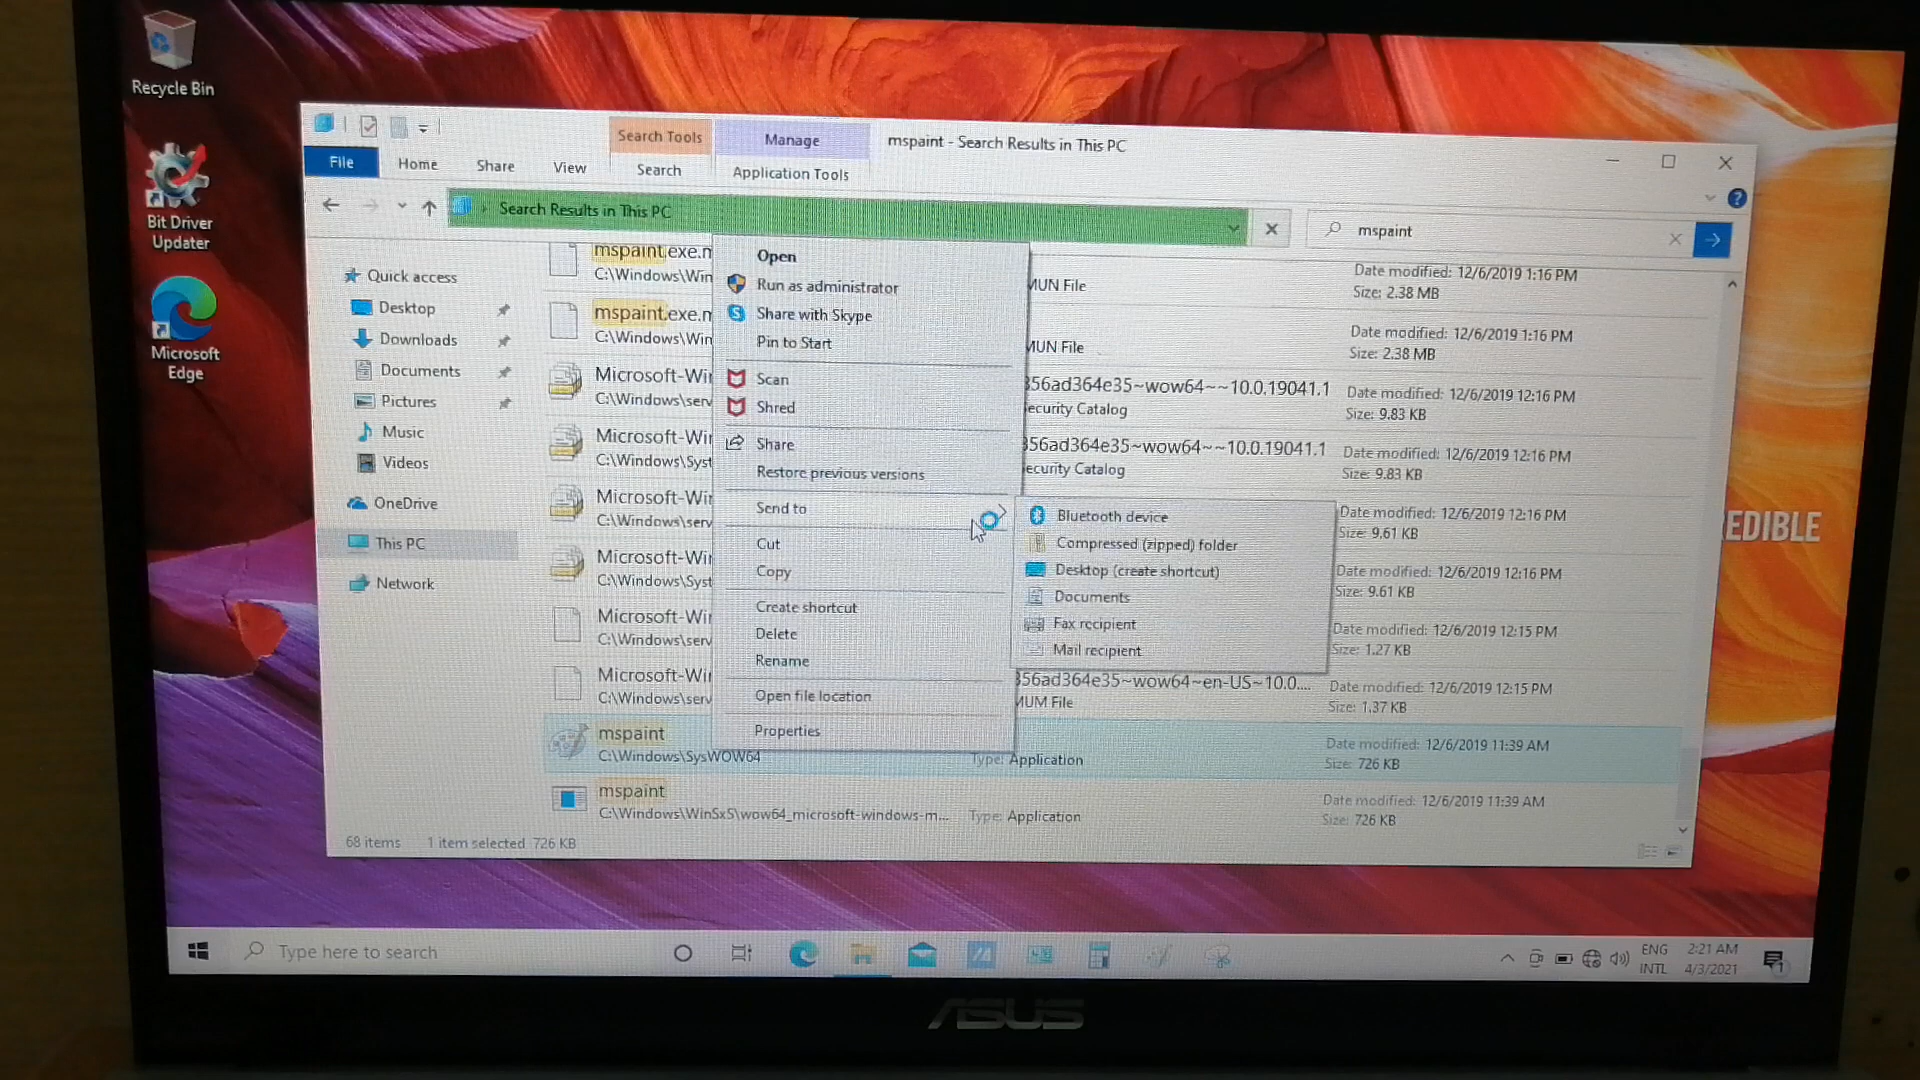 Recycle Bin
Bit Driver
Updater
Microsoft
Edge
Search Tools
Manage
mspaint - Search Results in This PC
File
Home
Share
View
Search
Application Tools
Search Results in This PC
mspaint
Quick access
Desktop
Downloads
Documents
Pictures
Music
Videos
OneDrive
This PC
Network
mspaint.exe.m
C:\Windows\Win
MUN File
Date modified: 12/6/2019 1:16 PM
Size: 2.38 MB
mspaint.exe.m
C:\Windows\Win
MUN File
Date modified: 12/6/2019 1:16 PM
Size: 2.38 MB
Microsoft-Wi
C:\Windows\serv
356ad364e35~wow64~~10.0.19041.1
ecurity Catalog
Date modified: 12/6/2019 12:16 PM
Size: 9.83 KB
Microsoft-Wi
C:\Windows\Syst
356ad364e35~wow64~~10.0.19041.1
ecurity Catalog
Date modified: 12/6/2019 12:16 PM
Size: 9.83 KB
Microsoft-Wi
C:\Windows\serv
Date modified: 12/6/2019 12:16 PM
Size: 9.61 KB
Microsoft-Wi
C:\Windows\Syst
Date modified: 12/6/2019 12:16 PM
Size: 9.61 KB
Microsoft-Wi
C:\Windows\serv
Date modified: 12/6/2019 12:15 PM
Size: 1.27 KB
Microsoft-Wi
C:\Windows\serv
356ad364e35~wow64~en-US~10.0....
MUM File
Date modified: 12/6/2019 12:15 PM
Size: 1.37 KB
mspaint
C:\Windows\SysWOW64
Type: Application
Date modified: 12/6/2019 11:39 AM
Size: 726 KB
mspaint
C:\Windows\WinSxS\wow64_microsoft-windows-m...
Type: Application
Date modified: 12/6/2019 11:39 AM
Size: 726 KB
Open
Run as administrator
Share with Skype
Pin to Start
Scan
Shred
Share
Restore previous versions
Send to
Cut
Copy
Create shortcut
Delete
Rename
Open file location
Properties
Bluetooth device
Compressed (zipped) folder
Desktop (create shortcut)
Documents
Fax recipient
Mail recipient
68 items
1 item selected 726 KB
EDIBLE
Type here to search
ENG
INTL
2:21 AM
4/3/2021
1
ASUS